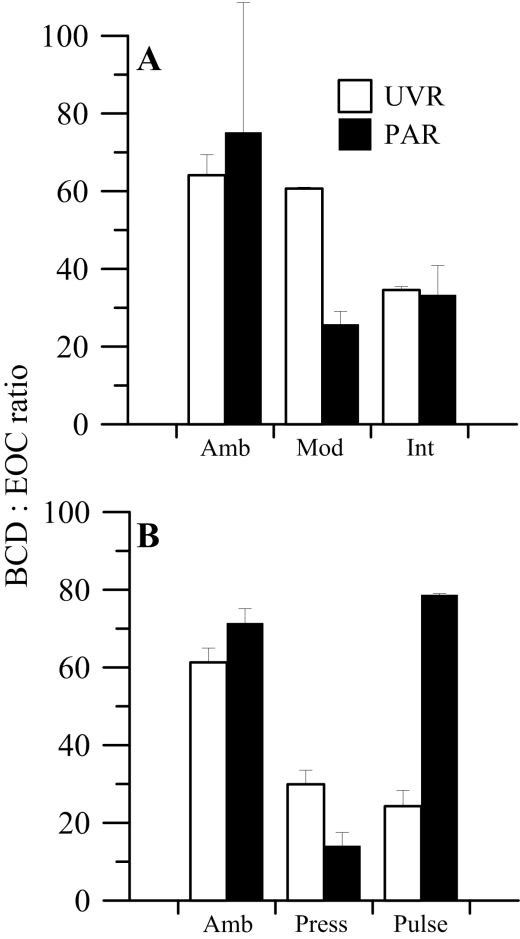 BCD : EOC ratio
A
UVR
PAR
100
80
60
40
20
0
Amb Mod Int
B
100
80
60
40
20
0
Amb Press Pulse